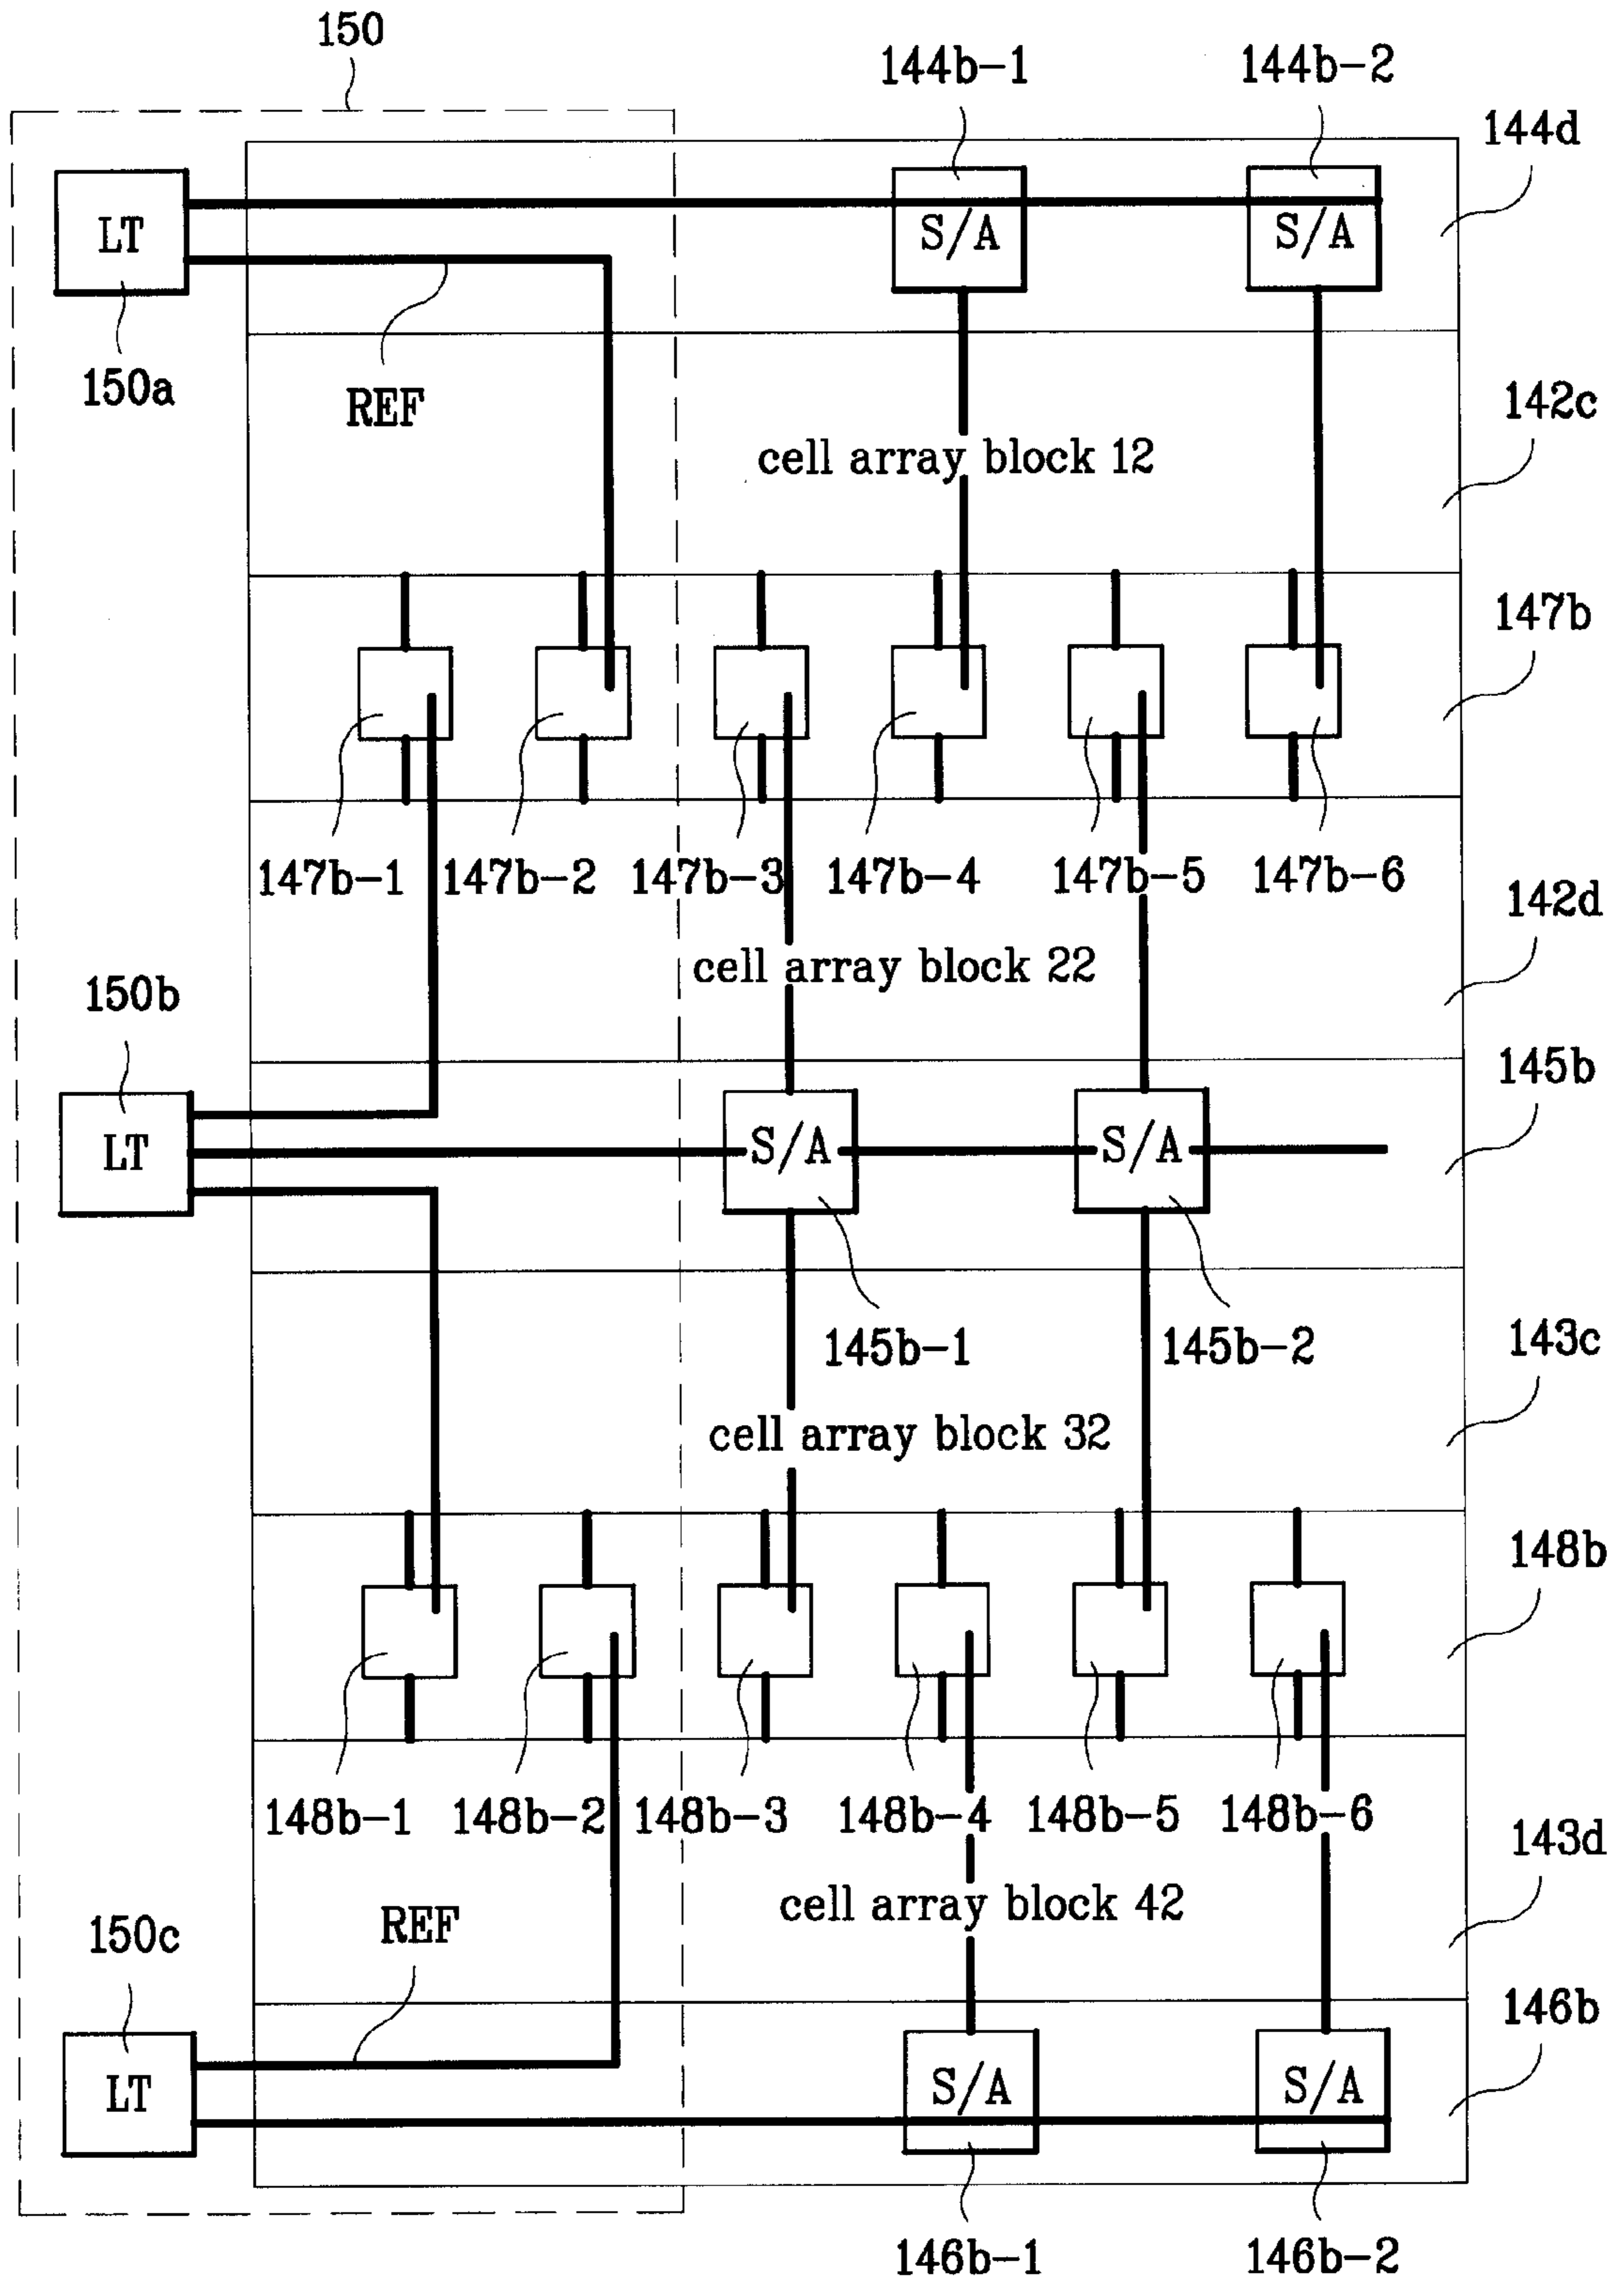 150
144b-1
144b-2
144d
LT
S/A
S/A
150a
REF
142c
cell array block 12
147b
147b-1
147b-2
147b-3
147b-4
147b-5
147b-6
142d
cell array block 22
150b
145b
LT
S/A
S/A
145b-1
145b-2
143c
cell array block 32
148b
148b-1
148b-2
148b-3
148b-4
148b-5
148b-6
143d
cell array block 42
150c
REF
146b
LT
S/A
S/A
146b-1
146b-2